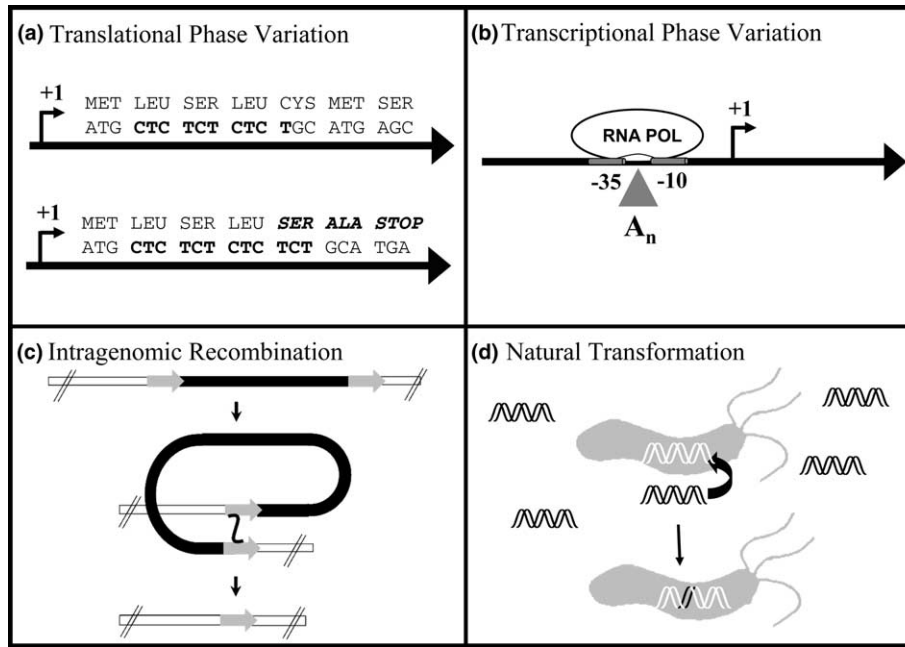 (a) Translational Phase Variation
+1
MET LEU SER LEU CYS MET SER
ATG CTC TCT CTC TGC ATG AGC
+1
MET LEU SER LEU SER ALA STOP
ATG CTC TCT CTC TCT GCA TGA
(b) Transcriptional Phase Variation
RNA POL
+1
-35 -10
An
(c) Intragenomic Recombination
(d) Natural Transformation